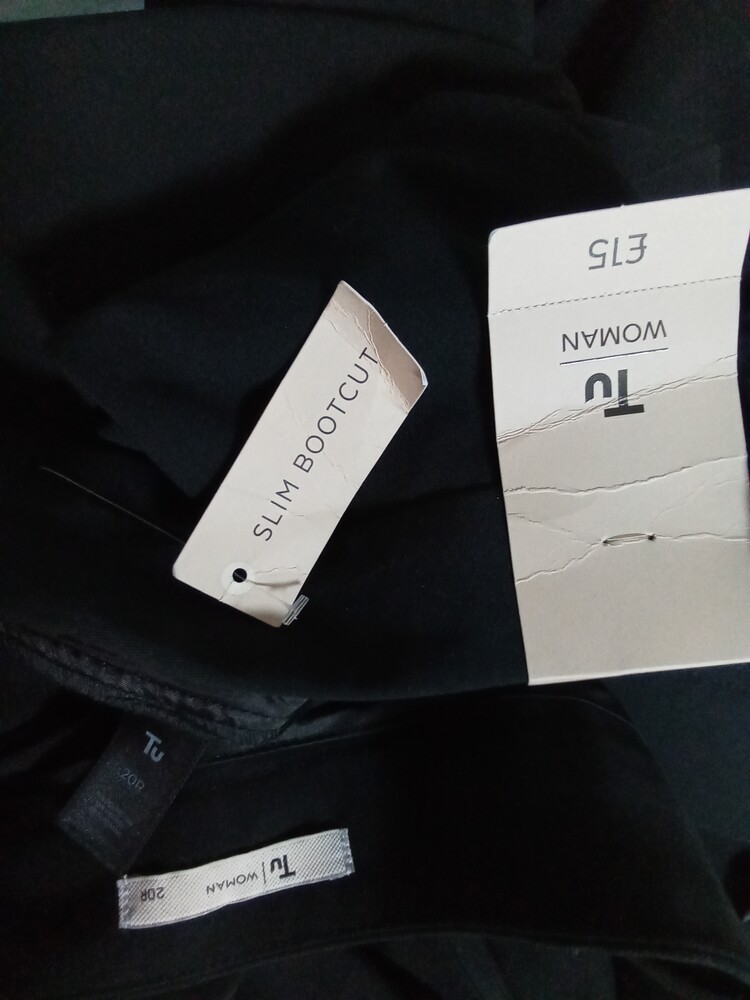 £15
WOMAN
Tu
SLIM BOOTCUT
Tu
20R
Tu | WOMAN 20R